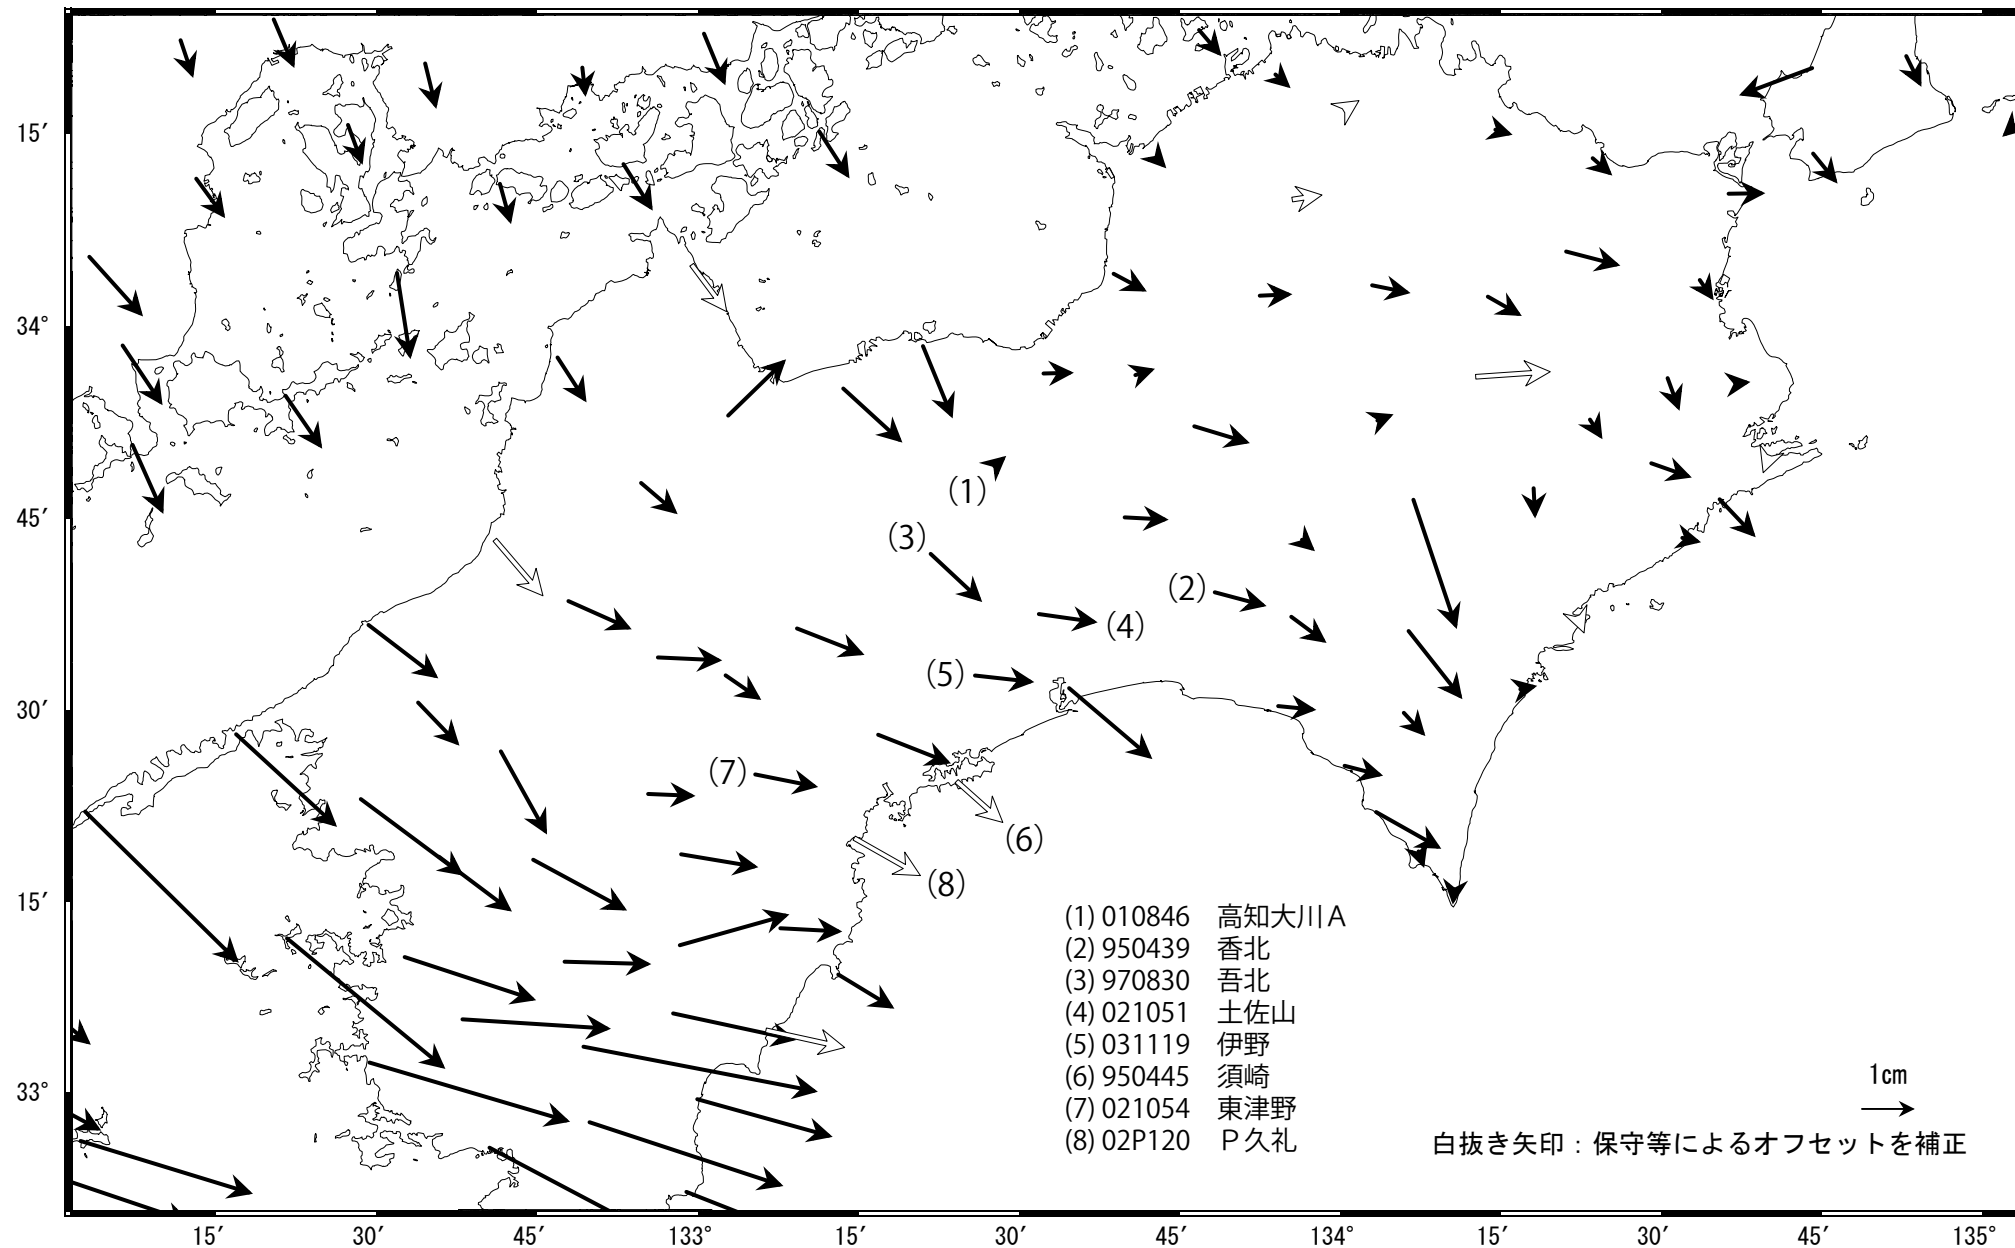 15′
34°
45′
30′
15′
33°
(1)
(3)
(2)
(4)
(5)
(7)
(6)
(8)
(1) 010846 高知大川A
(2) 950439 香北
(3) 970830 吾北
(4) 021051 土佐山
(5) 031119 伊野
(6) 950445 須崎
(7) 021054 東津野
(8) 02P120 P久礼
1cm
白抜き矢印：保守等によるオフセットを補正
15′ 30′ 45′ 133° 15′ 30′ 45′ 134° 15′ 30′ 45′ 135°